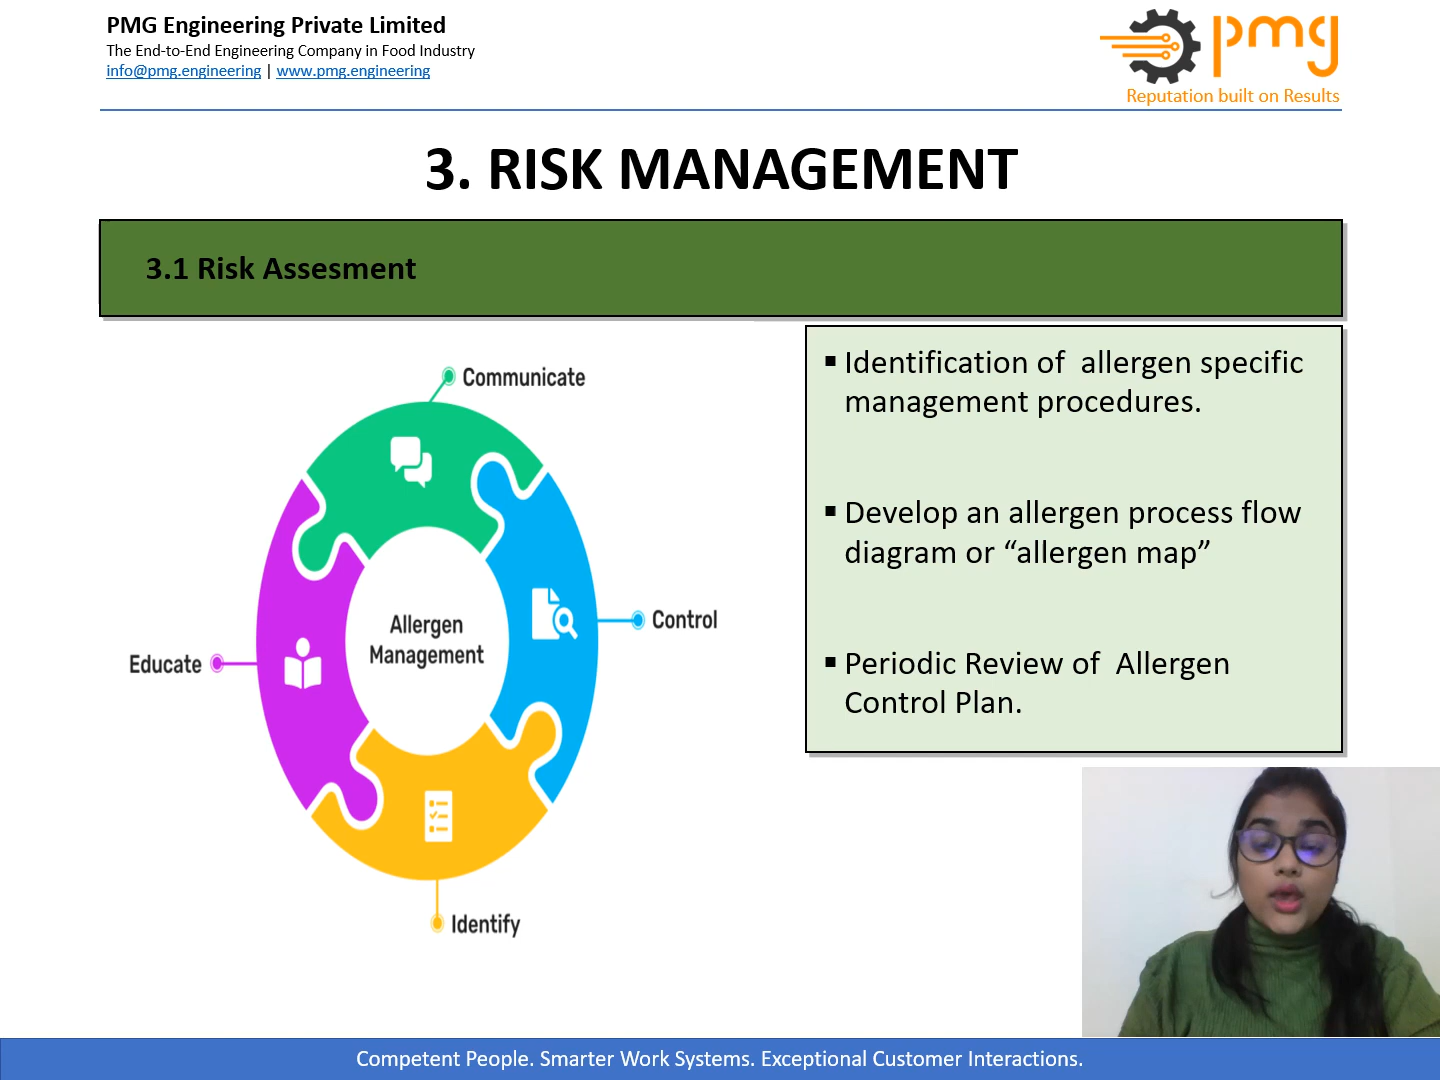 PMG Engineering Private Limited
The End-to-End Engineering Company in Food Industry
info@pmg.engineering | www.pmg.engineering
pmg
Reputation built on Results
3. RISK MANAGEMENT
3.1 Risk Assesment
Communicate
Control
Allergen
Management
Educate
Identify
▪ Identification of  allergen specific
management procedures.
▪ Develop an allergen process flow
diagram or “allergen map”
▪ Periodic Review of  Allergen
Control Plan.
Competent People. Smarter Work Systems. Exceptional Customer Interactions.